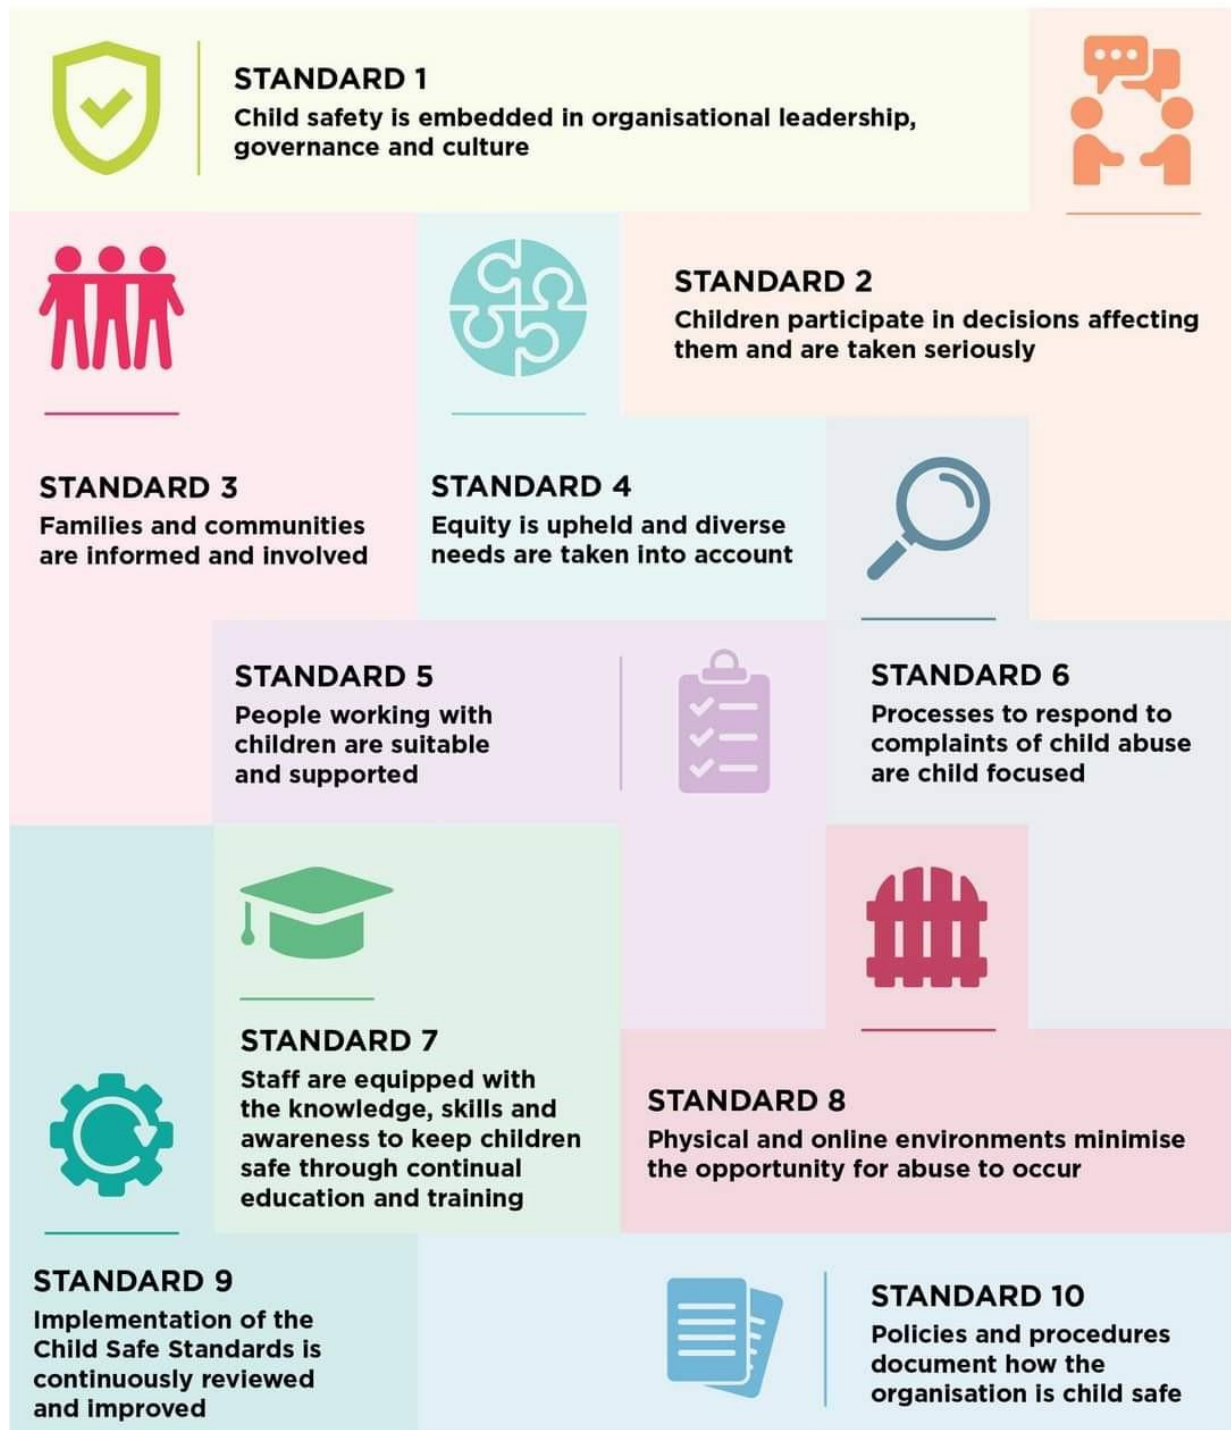 STANDARD 1
Child safety is embedded in organisational leadership,
governance and culture
STANDARD 2
Children participate in decisions affecting
them and are taken seriously
STANDARD 3
Families and communities
are informed and involved
STANDARD 4
Equity is upheld and diverse
needs are taken into account
STANDARD 5
People working with
children are suitable
and supported
STANDARD 6
Processes to respond to
complaints of child abuse
are child focused
STANDARD 7
Staff are equipped with
the knowledge, skills and
awareness to keep children
safe through continual
education and training
STANDARD 8
Physical and online environments minimise
the opportunity for abuse to occur
STANDARD 9
Implementation of the
Child Safe Standards is
continuously reviewed
and improved
STANDARD 10
Policies and procedures
document how the
organisation is child safe